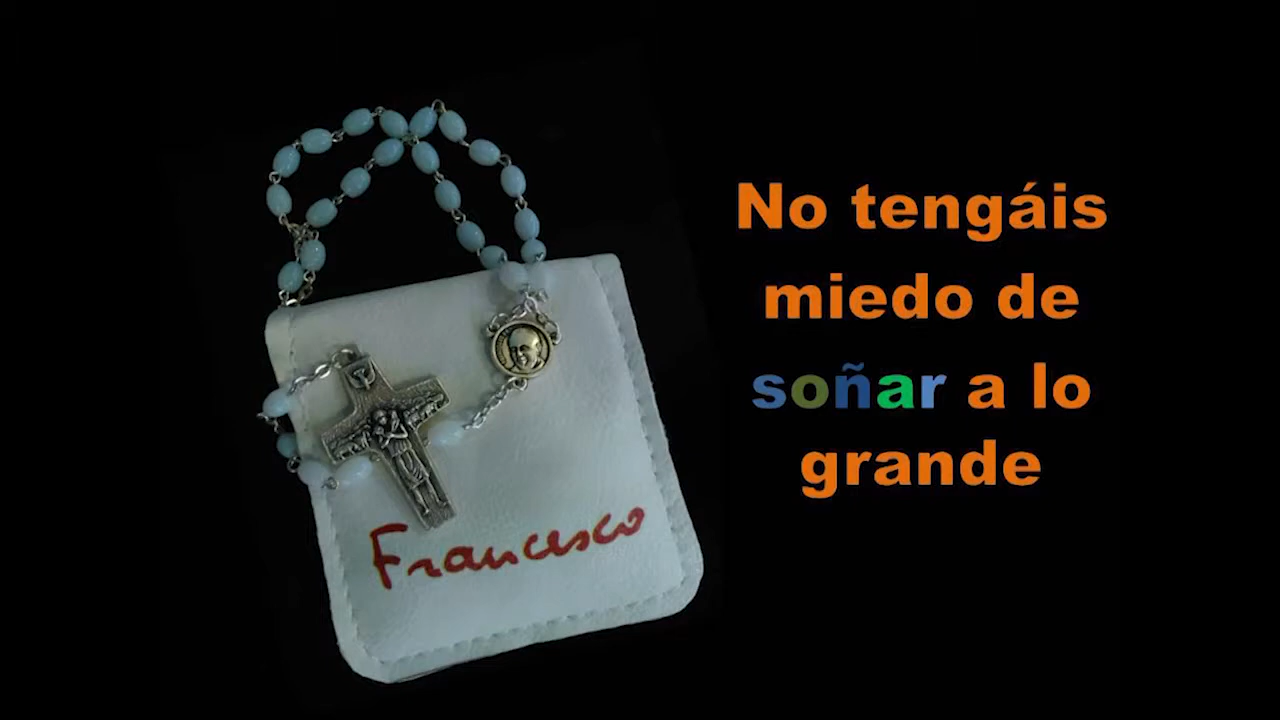 No tengáis
miedo de
soñar a lo
grande
Francesco